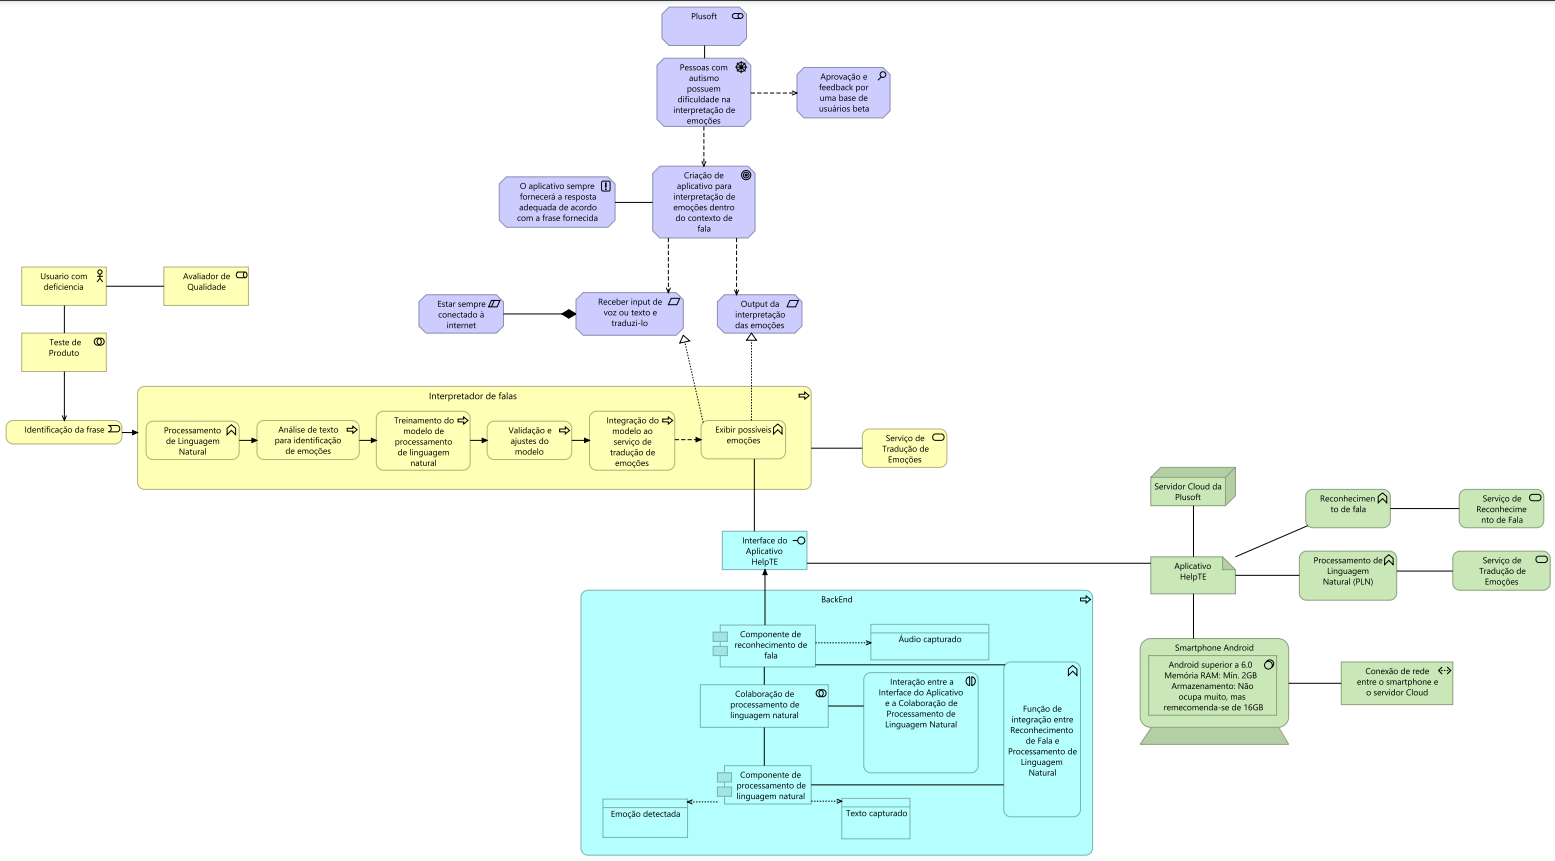 Plusoft
Pessoas com
autismo
possuem
dificuldade na
interpretação de
emoções
Aprovação e
feedback por
uma base de
usuários beta
O aplicativo sempre
fornecerá a resposta
adequada de acordo
com a frase fornecida
Criação de
aplicativo para
interpretação de
emoções dentro
do contexto de
fala
Usuario com
deficiencia
Avaliador de
Qualidade
Estar sempre
conectado à
internet
Receber input de
voz ou texto e
traduzi-lo
Output da
interpretação
das emoções
Teste de
Produto
Interpretador de falas
Identificação da frase
Processamento
de Linguagem
Natural
Análise de texto
para identificação
de emoções
Treinamento do
modelo de
processamento
de linguagem
natural
Validação e
ajustes do
modelo
Integração do
modelo ao
serviço de
tradução de
emoções
Exibir possíveis
emoções
Serviço de
Tradução de
Emoções
Servidor Cloud da
Plusoft
Reconhecimen
to de fala
Serviço de
Reconhecime
nto de Fala
Interface do
Aplicativo
HelpTE
Aplicativo
HelpTE
Processamento de
Linguagem
Natural (PLN)
Serviço de
Tradução de
Emoções
BackEnd
Componente de
reconhecimento de
fala
Áudio capturado
Colaboração de
processamento de
linguagem natural
Interação entre a
Interface do Aplicativo
e a Colaboração de
Processamento de
Linguagem Natural
Função de
integração entre
Reconhecimento
de Fala e
Processamento de
Linguagem
Natural
Componente de
processamento de
linguagem natural
Emoção detectada
Texto capturado
Smartphone Android
Android superior a 6.0
Memória RAM: Mín. 2GB
Armazenamento: Não
ocupa muito, mas
remecomenda-se de 16GB
Conexão de rede
entre o smartphone e
o servidor Cloud